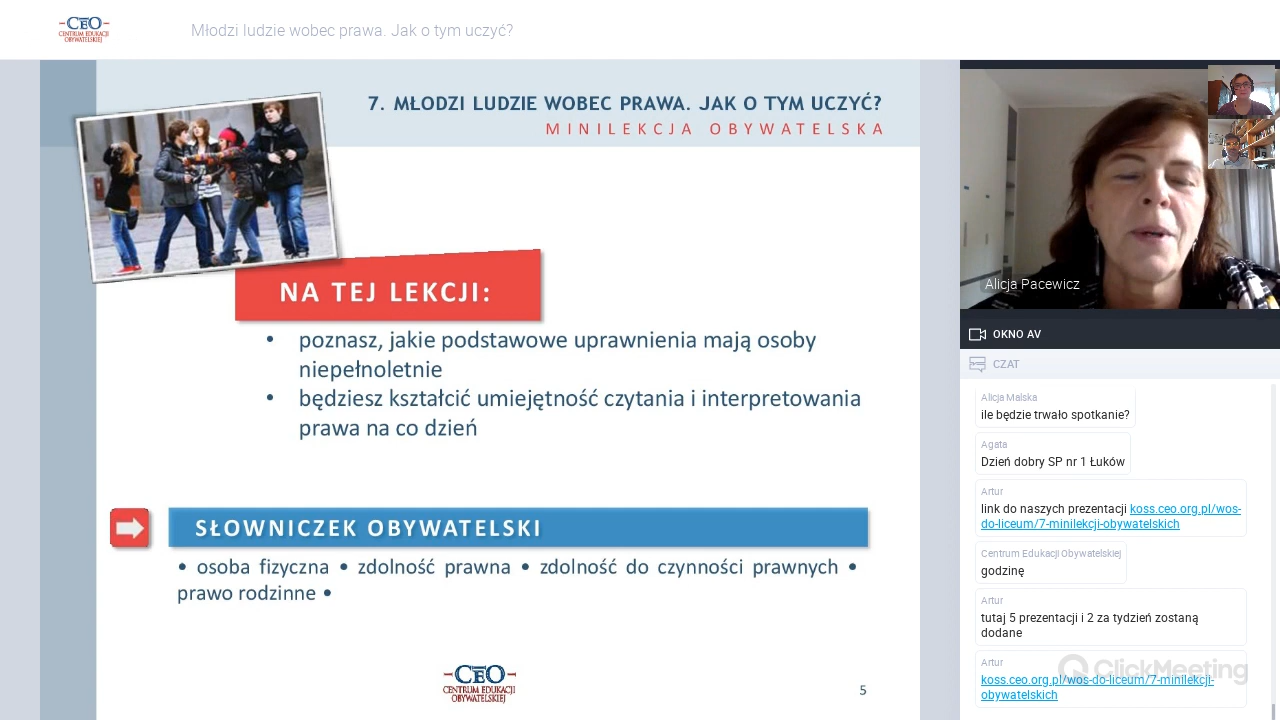 CEO
CENTRUM EDUKACJI
OBYWATELSKIEJ
Młodzi ludzie wobec prawa. Jak o tym uczyć?
7. MŁODZI LUDZIE WOBEC PRAWA. JAK O TYM UCZYĆ?
MINILEKCJA OBYWATELSKA
NA TEJ LEKCJI:
• poznasz, jakie podstawowe uprawnienia mają osoby
niepełnoletnie
• będziesz kształcić umiejętność czytania i interpretowania
prawa na co dzień
SŁOWNICZEK OBYWATELSKI
• osoba fizyczna • zdolność prawna • zdolność do czynności prawnych •
prawo rodzinne •
CEO
CENTRUM EDUKACJI
OBYWATELSKIEJ
5
Alicja Pacewicz
OKNO AV
CZAT
Alicja Malska
ile będzie trwało spotkanie?
Agata
Dzień dobry SP nr 1 Łuków
Artur
link do naszych prezentacji koss.ceo.org.pl/wos-
do-liceum/7-minilekcji-obywatelskich
Centrum Edukacji Obywatelskiej
godzinę
Artur
tutaj 5 prezentacji i 2 za tydzień zostaną
dodane
Artur
koss.ceo.org.pl/wos-do-liceum/7-minilekcji-
obywatelskich
ClickMeeting